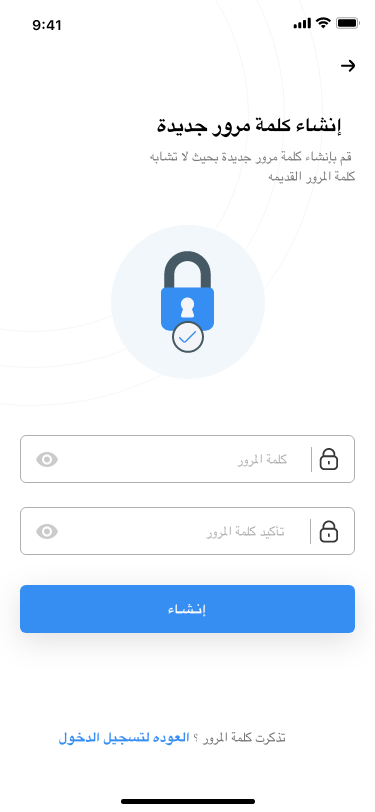 9:41
إنشاء كلمة مرور جديدة
قم بإنشاء كلمة مرور جديدة بحيث لا تشابه
كلمة المرور القديمه
كلمة المرور
تأكيد كلمة المرور
إنشاء
تذكرت كلمة المرور ؟ العوده لتسجيل الدخول